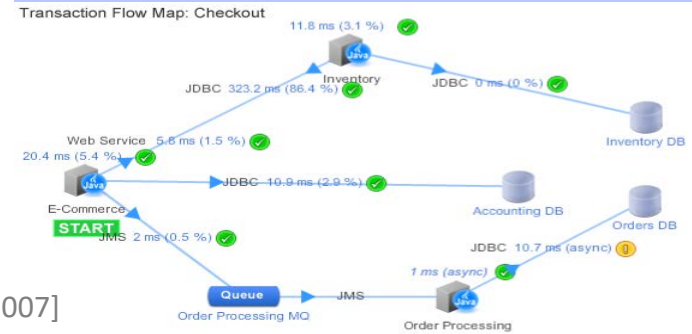 Transaction Flow Map: Checkout
11.8 ms (3.1 %)
Java
Inventory
JDBC 323.2 ms (86.4 %)
JDBC 0 ms (0 %)
Inventory DB
Web Service 5.8 ms (1.5 %)
20.4 ms (5.4 %)
Java
E-Commerce
START
JDBC 10.9 ms (2.9 %)
Accounting DB
Orders DB
JMS 2 ms (0.5 %)
JDBC 10.7 ms (async)
1 ms (async)
Queue
JMS
Java
Order Processing MQ
Order Processing
007]